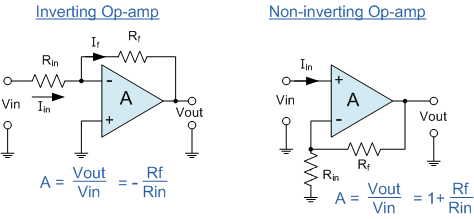 Inverting Op-amp
If
Rf
Rin
-
A
+
Vin
Iin
Vout
A = Vout/Vin = - Rf/Rin
Non-inverting Op-amp
Iin
+
A
-
Vin
Vout
Rf
Rin
A = Vout/Vin = 1+ Rf/Rin